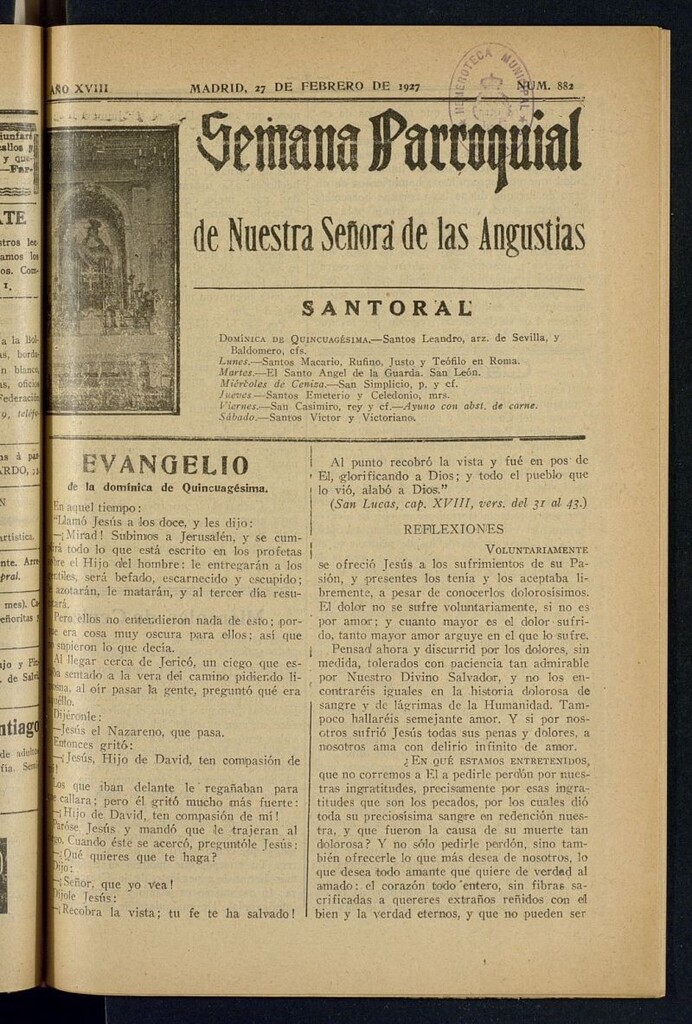 AÑO XVIII
MADRID, 27 DE FEBRERO DE 1927
NUM. 882
HEMEROTECA MUNICIPAL
Semana Parroquial
de Nuestra Señora de las Angustias
SANTORAL
DOMÍNICA DE QUINCUAGÉSIMA.—Santos Leandro, arz. de Sevilla, y
Baldomero, cfs.
Lunes.—Santos Macario, Rufino, Justo y Teófilo en Roma.
Martes.—El Santo Angel de la Guarda. San León.
Miércoles de Ceniza.—San Simplicio, p. y cf.
Jueves—Santos Emeterio y Celedonio, mrs.
Viernes.—San Casimiro, rey y cf.—Ayuno con abst. de carne.
Sábado.—Santos Victor y Victoriano.
EVANGELIO
de la domínica de Quincuagésima.
En aquel tiempo:
"Llamó Jesús a los doce, y les dijo:
—¡Mirad! Subimos a Jerusalén, y se cum-
todo lo que está escrito en los profetas
el Hijo del hombre: le entregarán a los
será befado, escarnecido y escupido;
azotarán, le matarán, y al tercer día resu-
Pero ellos no entendieron nada de esto; por-
era cosa muy oscura para ellos; así que
supieron lo que decía.
Al llegar cerca de Jericó, un ciego que es-
sentado a la vera del camino pidiendo li-
al oir pasar la gente, preguntó qué era
Dijéronle:
—Jesús el Nazareno, que pasa.
Entonces gritó:
—¡Jesús, Hijo de David, ten compasión de
Los que iban delante le regañaban para
callara; pero él gritó mucho más fuerte:
—¡Hijo de David, ten compasión de mí!
Paróse Jesús y mandó que le trajeran al
Cuando éste se acercó, preguntóle Jesús:
—¿Qué quieres que te haga?
Dijo:
—¡Señor, que yo vea!
Díjole Jesús:
—¡Recobra la vista; tu fe te ha salvado!
Al punto recobró la vista y fué en pos de
El, glorificando a Dios; y todo el pueblo que
lo vió, alabó a Dios."
(San Lucas, cap. XVIII, vers. del 31 al 43.)
REFLEXIONES
VOLUNTARIAMENTE
se ofreció Jesús a los sufrimientos de su Pa-
sión, y presentes los tenía y los aceptaba li-
bremente, a pesar de conocerlos dolorosísimos.
El dolor no se sufre voluntariamente, si no es
por amor; y cuanto mayor es el dolor sufri-
do, tanto mayor amor arguye en el que lo sufre.
Pensad ahora y discurrid por los dolores, sin
medida, tolerados con paciencia tan admirable
por Nuestro Divino Salvador, y no los en-
contraréis iguales en la historia dolorosa de
sangre y de lágrimas de la Humanidad. Tam-
poco hallaréis semejante amor. Y si por nos-
otros sufrió Jesús todas sus penas y dolores, a
nosotros ama con delirio infinito de amor.
¿EN QUÉ ESTAMOS ENTRETENIDOS,
que no corremos a El a pedirle perdón por nues-
tras ingratitudes, precisamente por esas ingra-
titudes que son los pecados, por los cuales dió
toda su preciosísima sangre en redención nues-
tra, y que fueron la causa de su muerte tan
dolorosa? Y no sólo pedirle perdón, sino tam-
bién ofrecerle lo que más desea de nosotros, lo
que desea todo amante que quiere de verdad al
amado: el corazón todo entero, sin fibras sa-
crificadas a quereres extraños reñidos con el
bien y la verdad eternos, y que no pueden ser